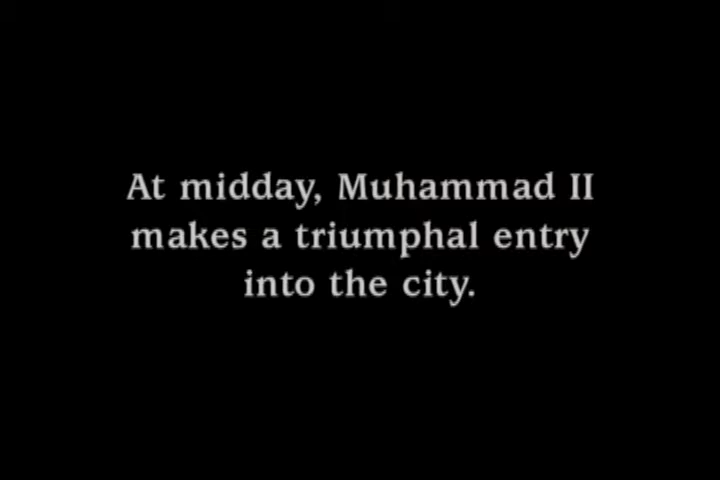 At midday, Muhammad II
makes a triumphal entry
into the city.